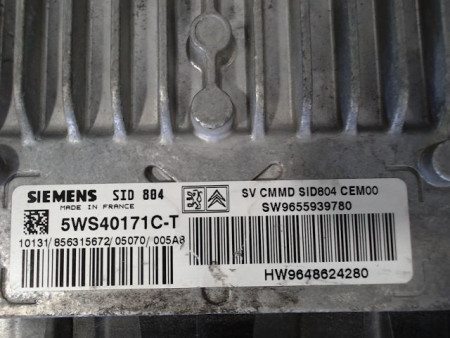 SIEMENS SID 804
MADE IN FRANCE
5WS40171C-T
10131/856315672/05070/005A8
SV CMMD SID804 CEM00
SW9655939780
HW9648624280